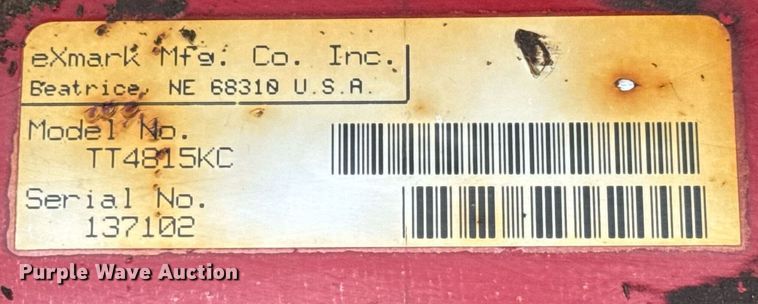 eXmark Mfg. Co. Inc.
Beatrice, NE 68310 U.S.A.
Model No.
TT4815KC
Serial No.
137102
Purple Wave Auction